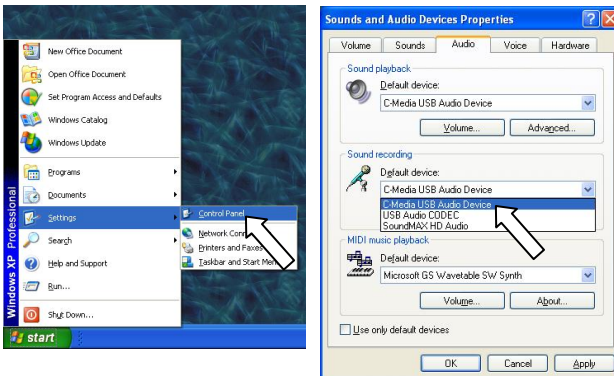 New Office Document
Open Office Document
Set Program Access and Defaults
Windows Catalog
Windows Update
Programs
Documents
Settings
Search
Help and Support
Run...
Shut Down...
Windows XP Professional
start
Control Panel
Network
Printers and Faxes
Taskbar and Start
Sounds and Audio Devices Properties
Volume Sounds Audio Voice Hardware
Sound playback
Default device:
C-Media USB Audio Device
Volume... Advanced...
Sound recording
Default device:
C-Media USB Audio Device
C-Media USB Audio Device
USB Audio CODEC
SoundMAX HD Audio
MIDI music playback
Default device:
Microsoft GS Wavetable SW Synth
Volume... About...
Use only default devices
OK Cancel Apply